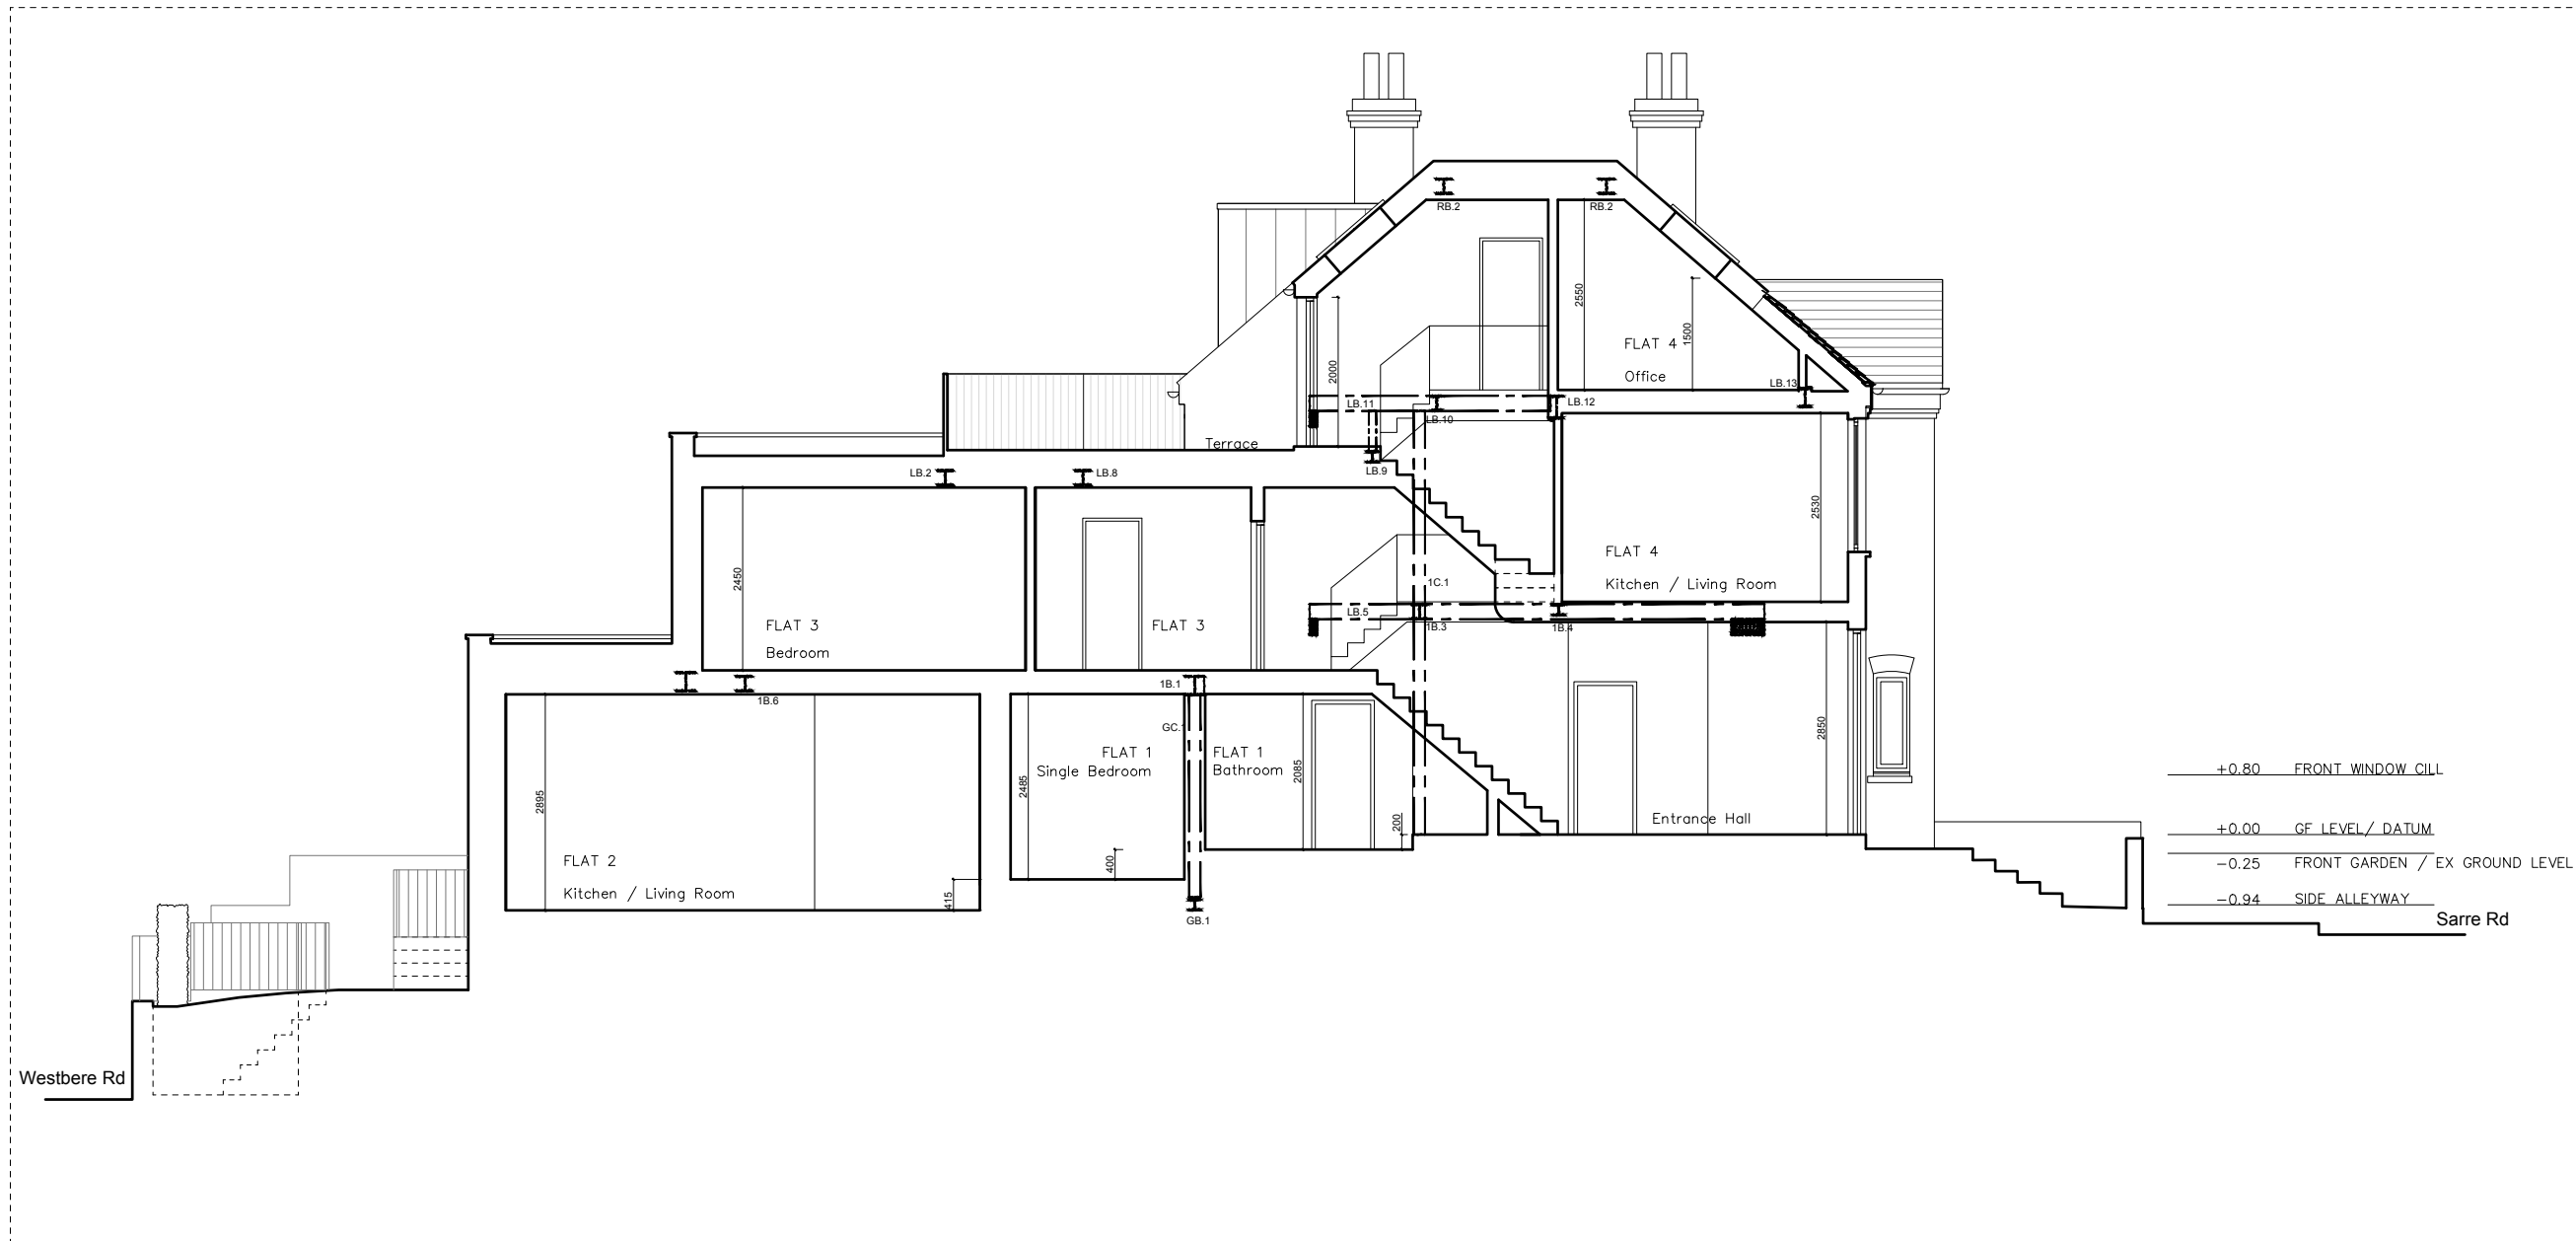 RB.2
RB.2
2550
1500
FLAT 4
Office
2000
LB.13
LB.11
LB.12
LB.10
Terrace
LB.9
LB.2
LB.8
2530
FLAT 4
Kitchen / Living Room
2450
1C.1
LB.5
1B.3
1B.4
FLAT 3
Bedroom
FLAT 3
1B.1
1B.6
GC.1
2850
FLAT 1
Single Bedroom
FLAT 1
Bathroom
2485
2085
2895
200
Entrance Hall
400
FLAT 2
Kitchen / Living Room
415
GB.1
+0.80 FRONT WINDOW CILL
+0.00 GF LEVEL/ DATUM
-0.25 FRONT GARDEN / EX GROUND LEVEL
-0.94 SIDE ALLEYWAY
Sarre Rd
Westbere Rd